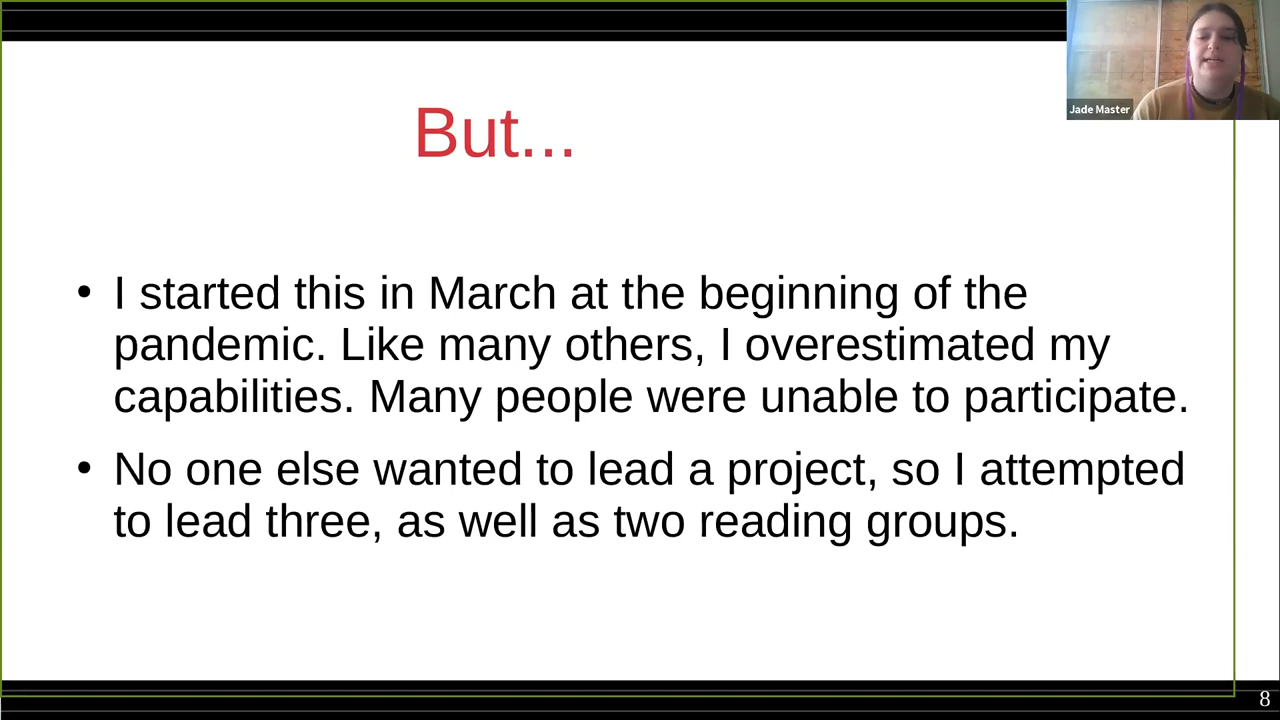 Jade Master
But...
• I started this in March at the beginning of the
pandemic. Like many others, I overestimated my
capabilities. Many people were unable to participate.
• No one else wanted to lead a project, so I attempted
to lead three, as well as two reading groups.
8